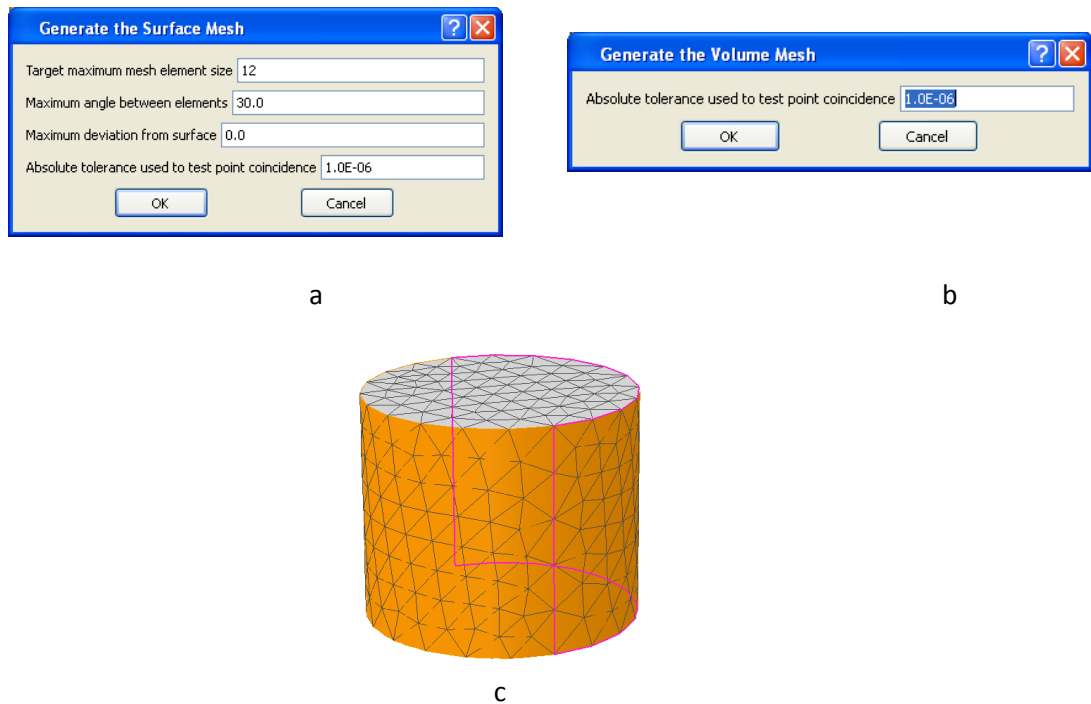 Generate the Surface Mesh
Target maximum mesh element size 12
Maximum angle between elements 30.0
Maximum deviation from surface 0.0
Absolute tolerance used to test point coincidence 1.0E-06
OK Cancel
Generate the Volume Mesh
Absolute tolerance used to test point coincidence 1.0E-06
OK Cancel
a
b
c